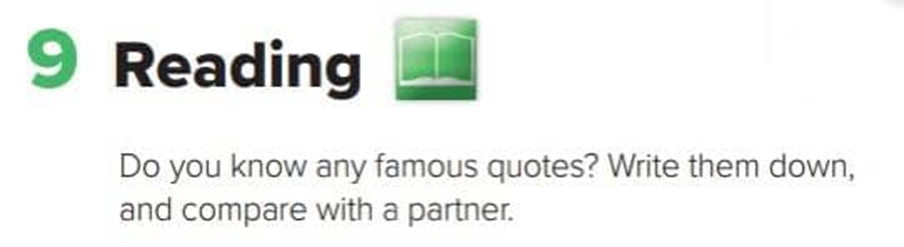 9 Reading
Do you know any famous quotes? Write them down,
and compare with a partner.